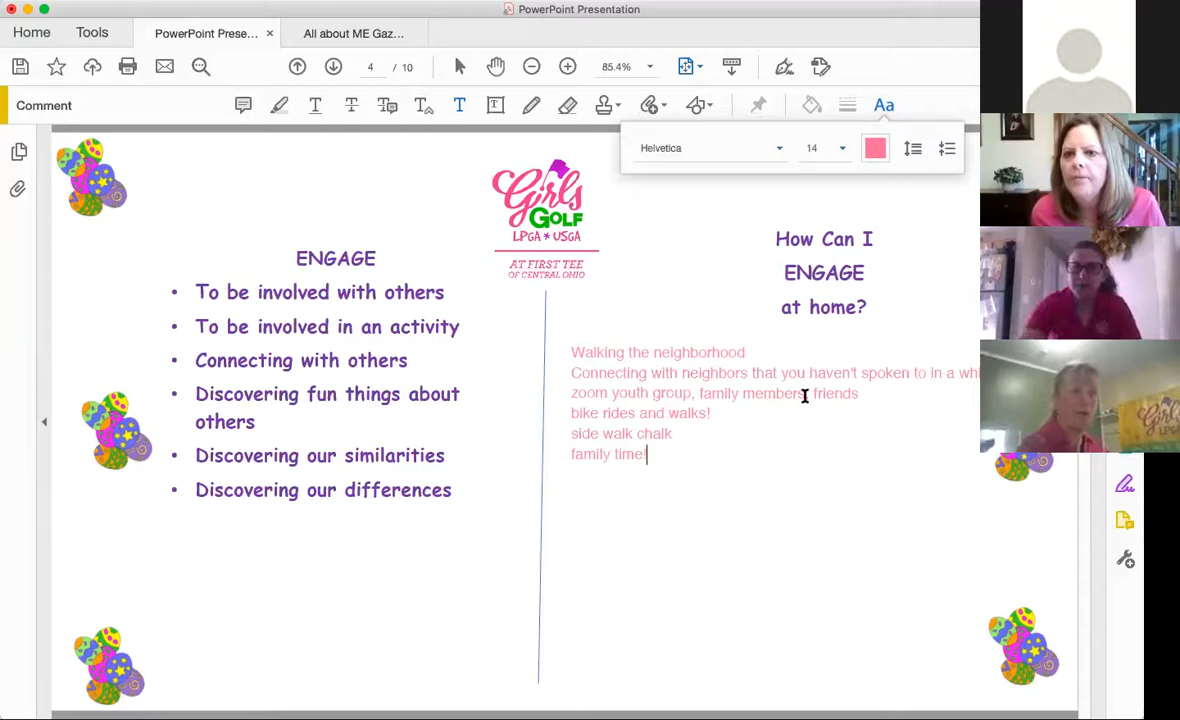 PowerPoint Presentation
Home
Tools
PowerPoint Prese... ×
All about ME Gaz...
4 / 10
85.4%
Comment
Aa
Helvetica
14
Girls
GOLF
LPGA * USGA
AT FIRST TEE
OF CENTRAL OHIO
ENGAGE
• To be involved with others
• To be involved in an activity
• Connecting with others
• Discovering fun things about
others
• Discovering our similarities
• Discovering our differences
How Can I
ENGAGE
at home?
Walking the neighborhood
Connecting with neighbors that you haven't spoken to in a whi
zoom youth group, family members, friends
bike rides and walks!
side walk chalk
family time!
Girls
LPGA